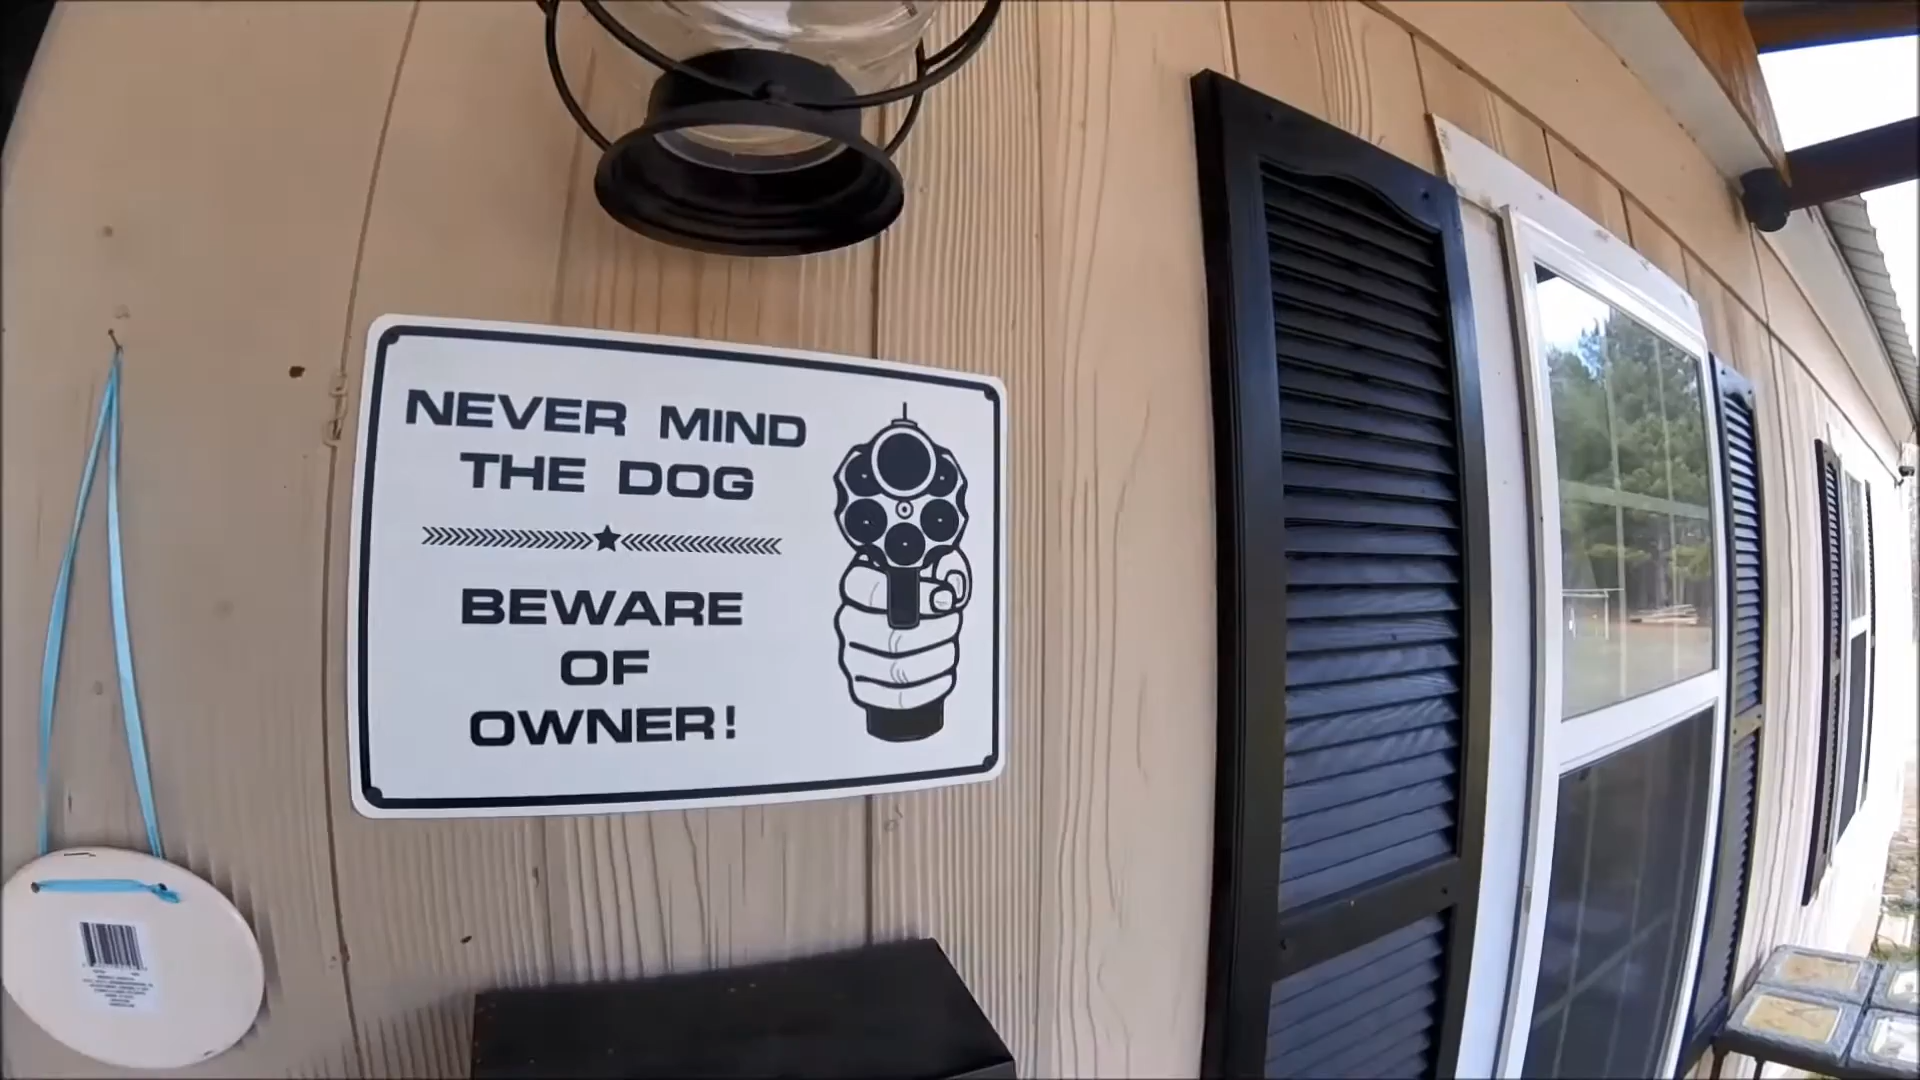 NEVER MIND
THE DOG
BEWARE
OF
OWNER!